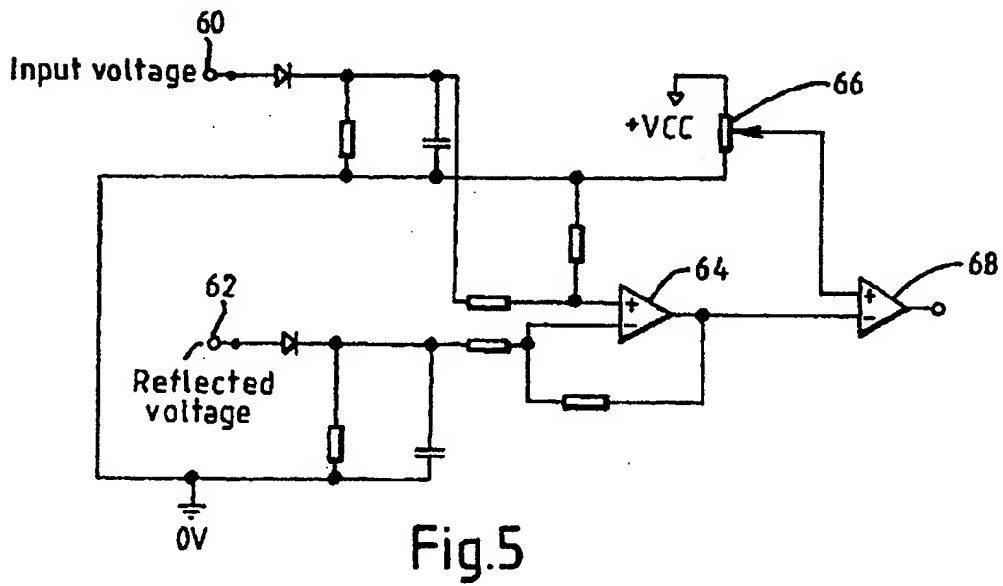 60
Input voltage
66
+VCC
+
-
64
68
+
-
62
Reflected
voltage
0V
Fig.5